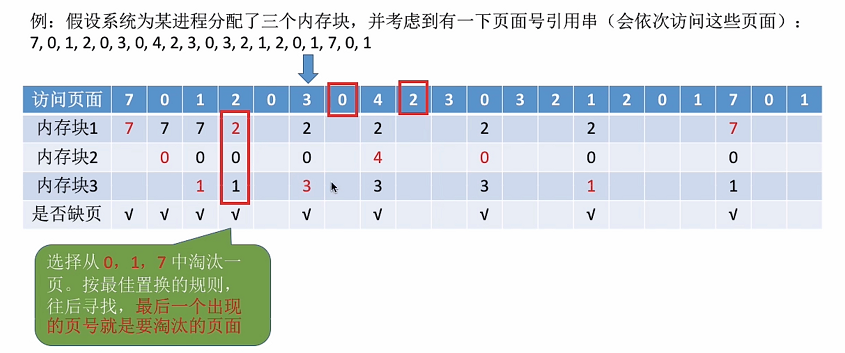 例：假设系统为某进程分配了三个内存块，并考虑到有一下页面号引用串（会依次访问这些页面）：
7, 0, 1, 2, 0, 3, 0, 4, 2, 3, 0, 3, 2, 1, 2, 0, 1, 7, 0, 1
访问页面 7 0 1 2 0 3 0 4 2 3 0 3 2 1 2 0 1 7 0 1
内存块1 7 7 7 2 2 2 2 2 7
内存块2 0 0 0 0 4 0 0 0
内存块3 1 1 3 3 3 1 1
是否缺页 √ √ √ √ √ √ √ √ √
选择从 0，1，7 中淘汰一
页。按最佳置换的规则，
往后寻找，最后一个出现
的页号就是要淘汰的页面